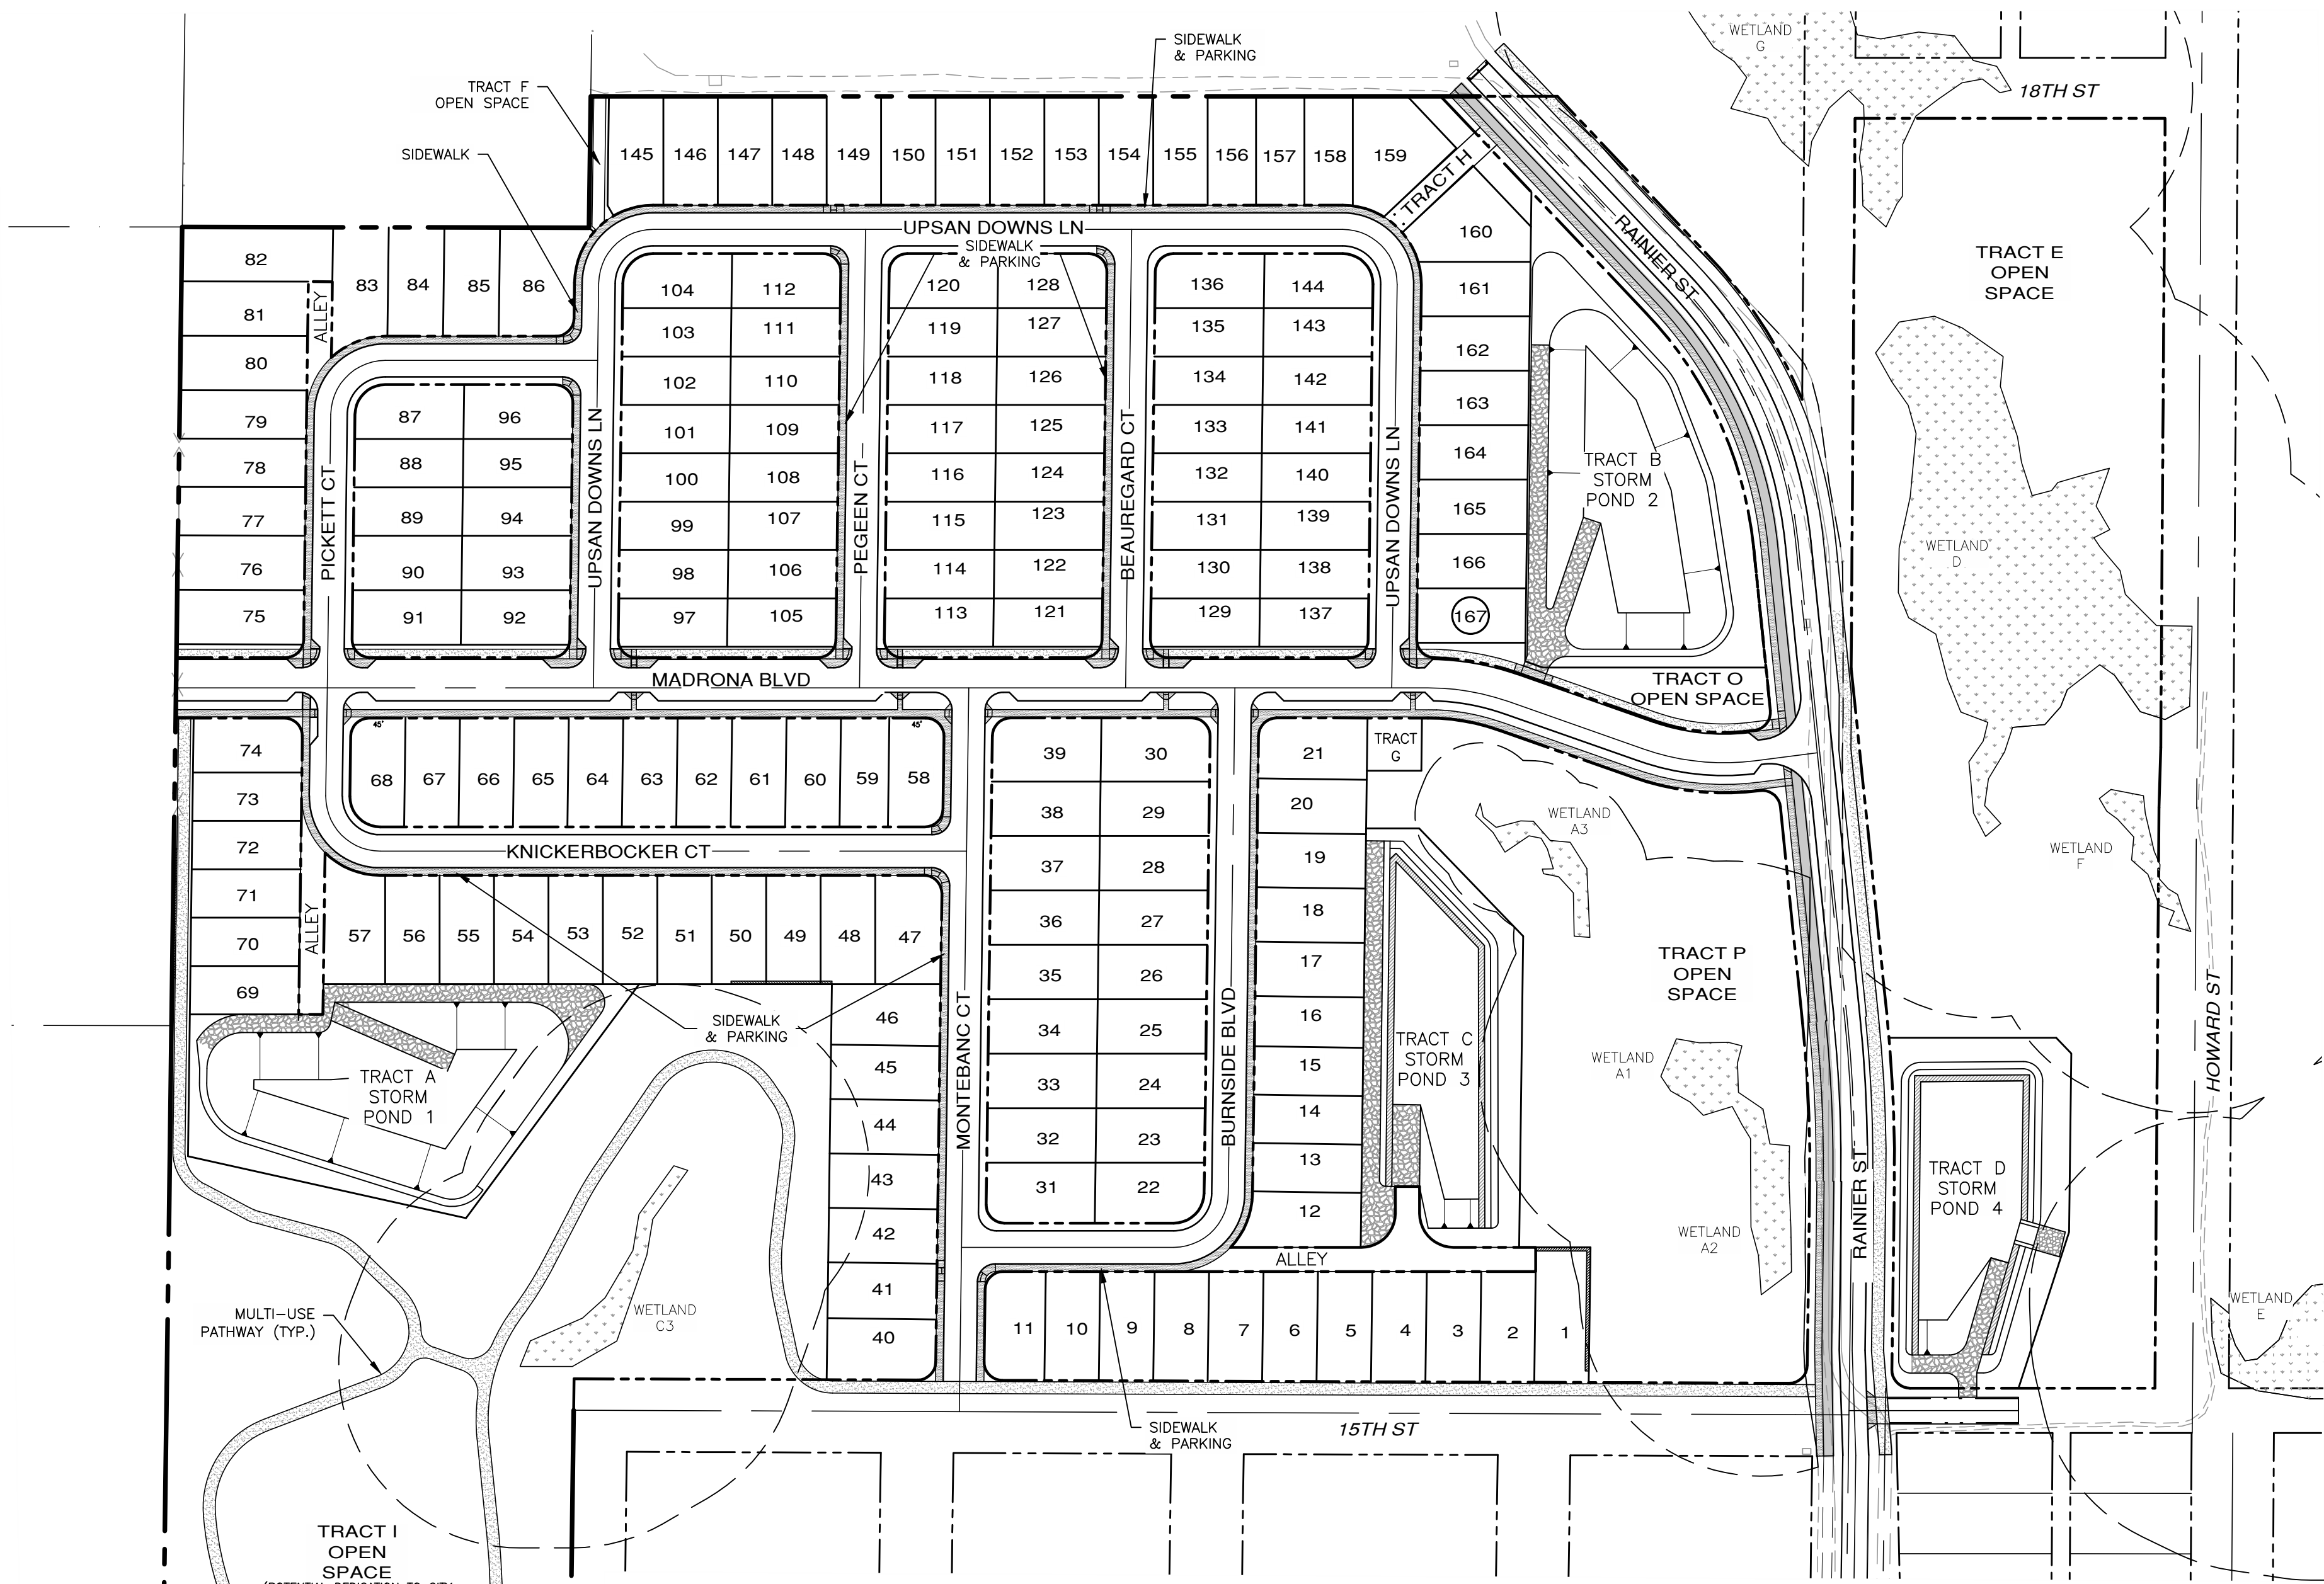 SIDEWALK
& PARKING
WETLAND
G
18TH ST
TRACT F
OPEN SPACE
SIDEWALK
145 146 147 148 149 150 151 152 153 154 155 156 157 158 159
TRACT H
UPSAN DOWNS LN
SIDEWALK
& PARKING
RAINIER ST
TRACT E
OPEN
SPACE
82
81
80
79
78
77
76
75
ALLEY
83 84 85 86
PICKETT CT
87 96
88 95
89 94
90 93
91 92
UPSAN DOWNS LN
104 112
103 111
102 110
101 109
100 108
99 107
98 106
97 105
PEGEEN CT
120 128
119 127
118 126
117 125
116 124
115 123
114 122
113 121
BEAUREGARD CT
136 144
135 143
134 142
133 141
132 140
131 139
130 138
129 137
UPSAN DOWNS LN
160
161
162
163
164
165
166
167
TRACT B
STORM
POND 2
WETLAND
D
MADRONA BLVD
TRACT O
OPEN SPACE
74
73
72
71
70
69
ALLEY
45' 45'
68 67 66 65 64 63 62 61 60 59 58
KNICKERBOCKER CT
57 56 55 54 53 52 51 50 49 48 47
SIDEWALK
& PARKING
46
45
44
43
42
41
40
MONTEBANC CT
39 30
38 29
37 28
36 27
35 26
34 25
33 24
32 23
31 22
BURNSIDE BLVD
21
20
19
18
17
16
15
14
13
12
TRACT
G
WETLAND
A3
WETLAND
F
TRACT P
OPEN
SPACE
TRACT C
STORM
POND 3
WETLAND
A1
WETLAND
A2
HOWARD ST
RAINIER ST
TRACT D
STORM
POND 4
WETLAND
E
TRACT A
STORM
POND 1
WETLAND
C3
MULTI-USE
PATHWAY (TYP.)
ALLEY
11 10 9 8 7 6 5 4 3 2 1
SIDEWALK
& PARKING
15TH ST
TRACT I
OPEN
SPACE
(POTENTIAL DEDICATION TO CITY